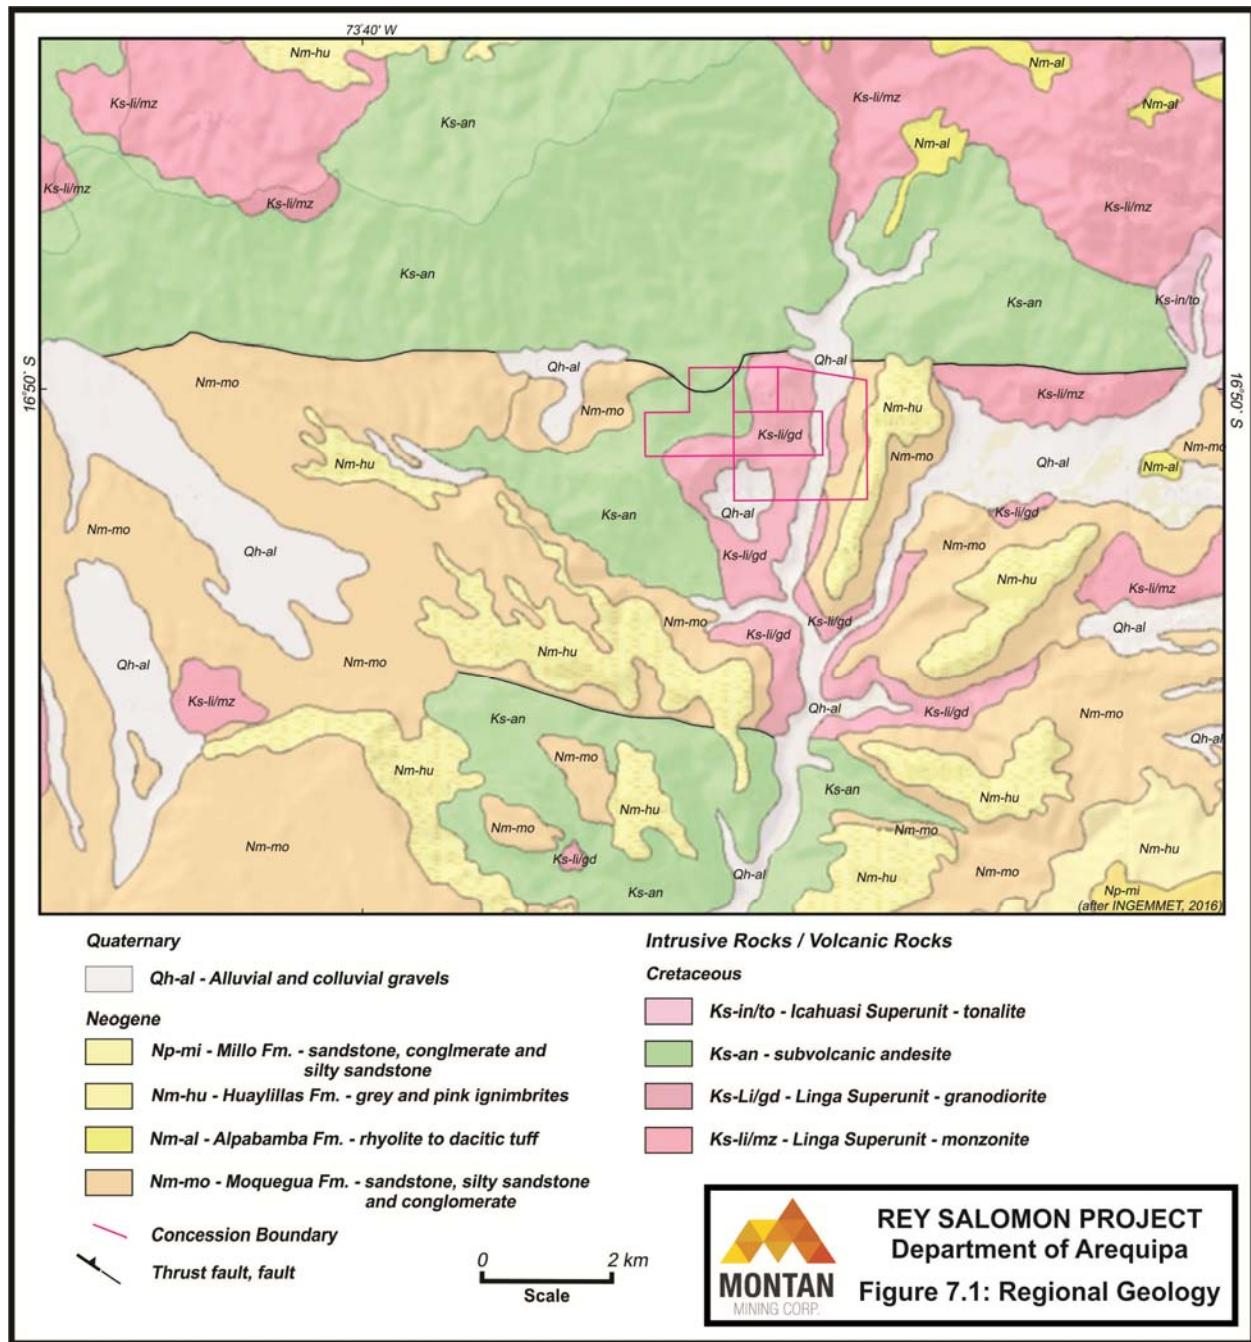 73°40' W
Nm-hu
Nm-al
Ks-li/mz
Ks-li/mz
Nm-al
Ks-an
Nm-al
Ks-li/mz
Ks-li/mz
Ks-li/mz
Ks-an
Ks-an
Ks-in/to
16°50' S
Qh-al
Qh-al
Nm-mo
Ks-li/mz
16°50' S
Nm-mo
Nm-hu
Ks-li/gd
Nm-mo
Nm-mo
Nm-hu
Qh-al
Nm-al
Ks-an
Ks-li/gd
Nm-mo
Qh-al
Nm-mo
Qh-al
Ks-li/gd
Nm-hu
Ks-li/mz
Nm-mo
Ks-li/gd
Ks-li/gd
Qh-al
Nm-hu
Nm-mo
Qh-al
Ks-li/mz
Qh-al
Ks-li/gd
Nm-mo
Ks-an
Qh-al
Nm-mo
Nm-hu
Ks-an
Nm-hu
Nm-hu
Nm-mo
Nm-mo
Nm-mo
Ks-li/gd
Nm-hu
Nm-mo
Qh-al
Nm-hu
Ks-an
Np-mi
(after INGEMMET, 2016)
Quaternary
Qh-al - Alluvial and colluvial gravels
Neogene
Np-mi - Millo Fm. - sandstone, conglmerate and
silty sandstone
Nm-hu - Huaylillas Fm. - grey and pink ignimbrites
Nm-al - Alpabamba Fm. - rhyolite to dacitic tuff
Nm-mo - Moquegua Fm. - sandstone, silty sandstone
and conglomerate
Concession Boundary
Thrust fault, fault
0 2 km
Scale
Intrusive Rocks / Volcanic Rocks
Cretaceous
Ks-in/to - Icahuasi Superunit - tonalite
Ks-an - subvolcanic andesite
Ks-Li/gd - Linga Superunit - granodiorite
Ks-li/mz - Linga Superunit - monzonite
MONTAN
MINING CORP.
REY SALOMON PROJECT
Department of Arequipa
Figure 7.1: Regional Geology